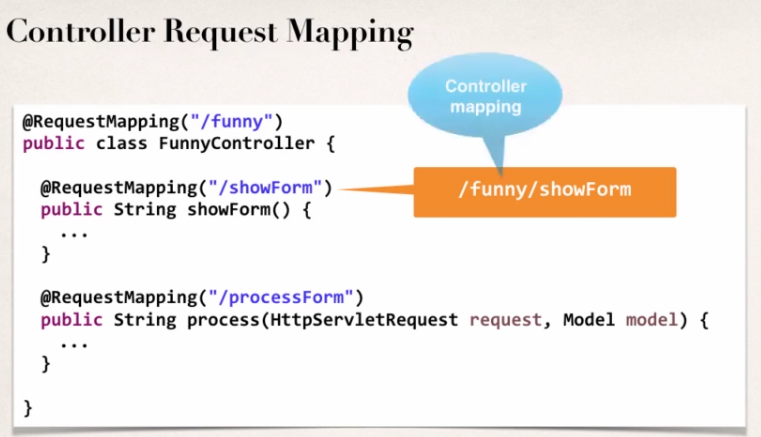 Controller Request Mapping
Controller
mapping
@RequestMapping("/funny")
public class FunnyController {
@RequestMapping("/showForm")
/funny/showForm
public String showForm() {
...
}
@RequestMapping("/processForm")
public String process(HttpServletRequest request, Model model) {
...
}
}